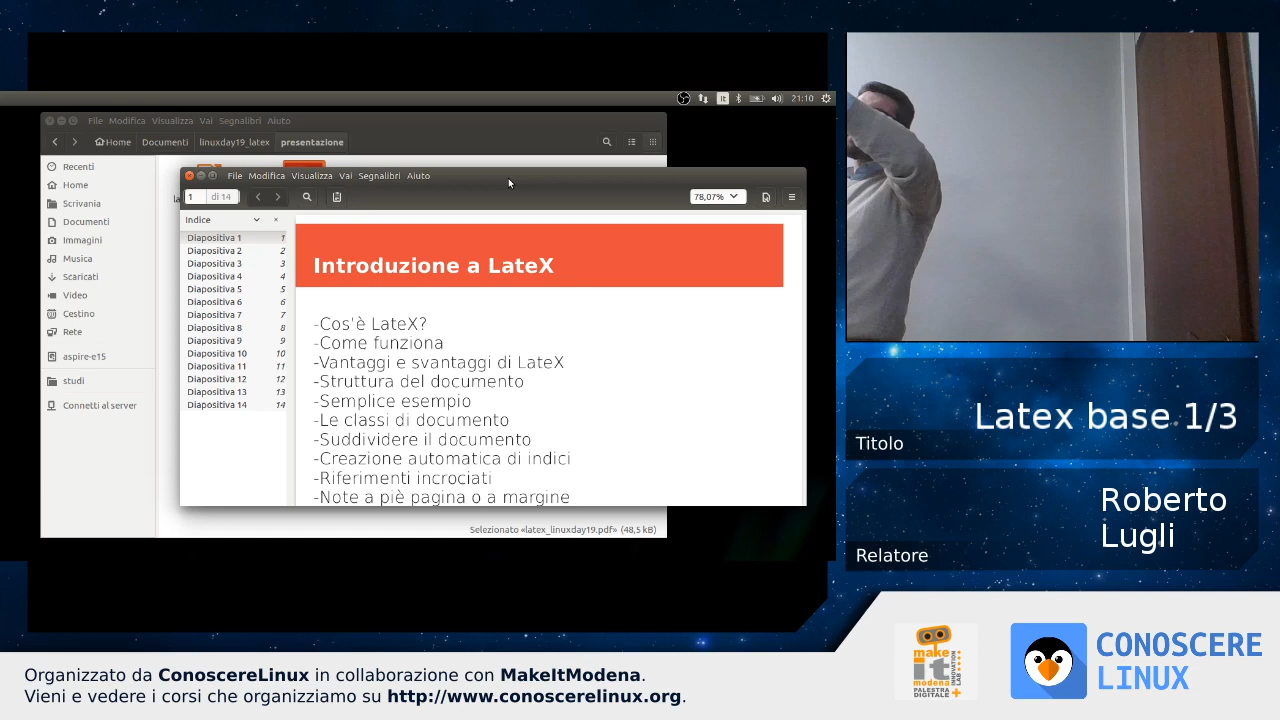 It
21:10
File Modifica Visualizza Vai Segnalibri Aiuto
Home Documenti linuxday19_latex presentazione
Recenti
Home
Scrivania
Documenti
Immagini
Musica
Scaricati
Video
Cestino
Rete
aspire-e15
studi
Connetti al server
la
File Modifica Visualizza Vai Segnalibri Aiuto
1 di 14
78,07%
Indice
Diapositiva 1 1
Diapositiva 2 2
Diapositiva 3 3
Diapositiva 4 4
Diapositiva 5 5
Diapositiva 6 6
Diapositiva 7 7
Diapositiva 8 8
Diapositiva 9 9
Diapositiva 10 10
Diapositiva 11 11
Diapositiva 12 12
Diapositiva 13 13
Diapositiva 14 14
Introduzione a LateX
-Cos'è LateX?
-Come funziona
-Vantaggi e svantaggi di LateX
-Struttura del documento
-Semplice esempio
-Le classi di documento
-Suddividere il documento
-Creazione automatica di indici
-Riferimenti incrociati
-Note a piè pagina o a margine
Selezionato «latex_linuxday19.pdf» (48,5 kB)
Latex base 1/3
Titolo
Roberto
Lugli
Relatore
make
it
modena
PALESTRA
DIGITALE
INNOVATION
LAB
CONOSCERE
LINUX
Organizzato da ConoscereLinux in collaborazione con MakeItModena.
Vieni e vedere i corsi che organizziamo su http://www.conoscerelinux.org.